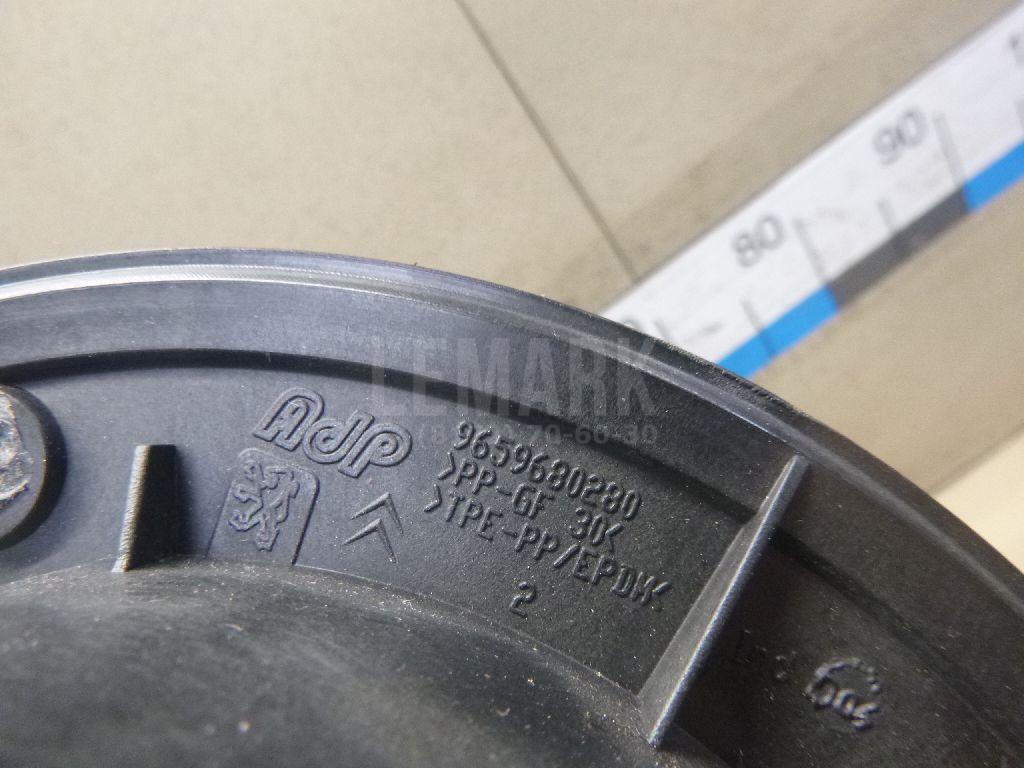 90
80
LEMARK
AdP
9659680280
>PP-GF 30<
>TPE-PP/EPDM<
2